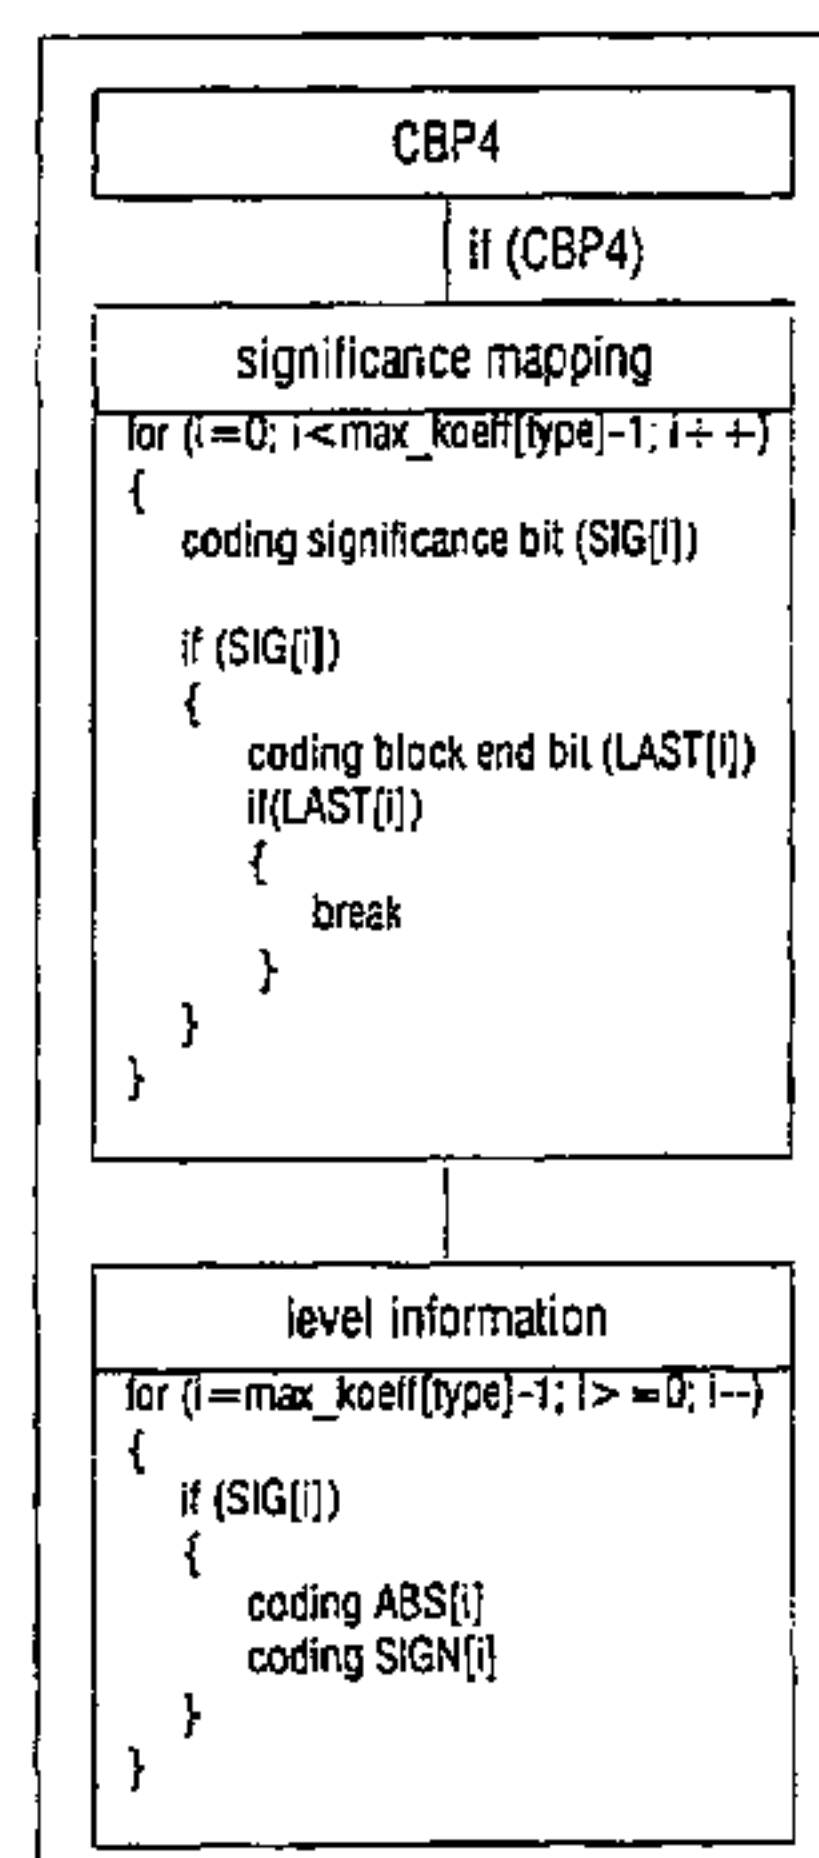 CBP4
if (CBP4)
significance mapping
for (i=0; i<max_koeff[type]-1; i++)
{
coding significance bit (SIG[i])
if (SIG[i])
{
coding block end bit (LAST[i])
if(LAST[i])
{
break
}
}
}
level information
for (i=max_koeff[type]-1; i>=0; i--)
{
if (SIG[i])
{
coding ABS[i]
coding SIGN[i]
}
}